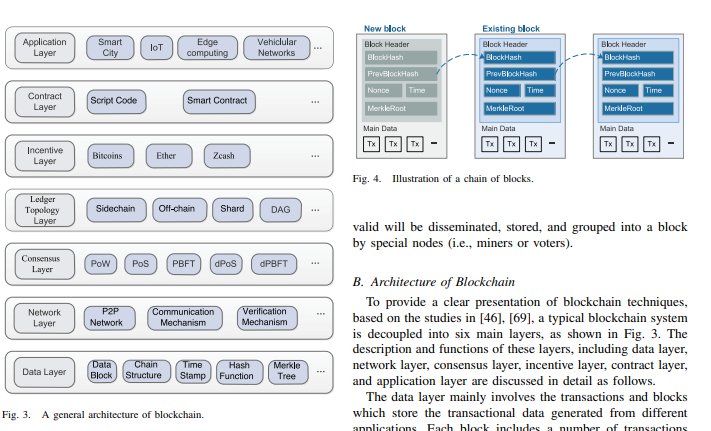 Application
Layer
Smart
City
IoT
Edge
computing
Vehiclular
Networks
...
Contract
Layer
Script Code
Smart Contract
...
Incentive
Layer
Bitcoins
Ether
Zcash
...
Ledger
Topology
Layer
Sidechain
Off-chain
Shard
DAG
...
Consensus
Layer
PoW
PoS
PBFT
dPoS
dPBFT
...
Network
Layer
P2P
Network
Communication
Mechanism
Verification
Mechanism
...
Data Layer
Data
Block
Chain
Structure
Time
Stamp
Hash
Function
Merkle
Tree
...
Fig. 3. A general architecture of blockchain.
New block
Existing block
Block Header
BlockHash
PrevBlockHash
Nonce Time
MerkleRoot
Main Data
Tx Tx Tx
Block Header
BlockHash
PrevBlockHash
Nonce Time
MerkleRoot
Main Data
Tx Tx Tx
Block Header
BlockHash
PrevBlockHash
Nonce Time
MerkleRoot
Main Data
Tx Tx Tx
Fig. 4. Illustration of a chain of blocks.
valid will be disseminated, stored, and grouped into a block
by special nodes (i.e., miners or voters).
B. Architecture of Blockchain
To provide a clear presentation of blockchain techniques,
based on the studies in [46], [69], a typical blockchain system
is decoupled into six main layers, as shown in Fig. 3. The
description and functions of these layers, including data layer,
network layer, consensus layer, incentive layer, contract layer,
and application layer are discussed in detail as follows.
The data layer mainly involves the transactions and blocks
which store the transactional data generated from different
applications. Each block includes a number of transactions